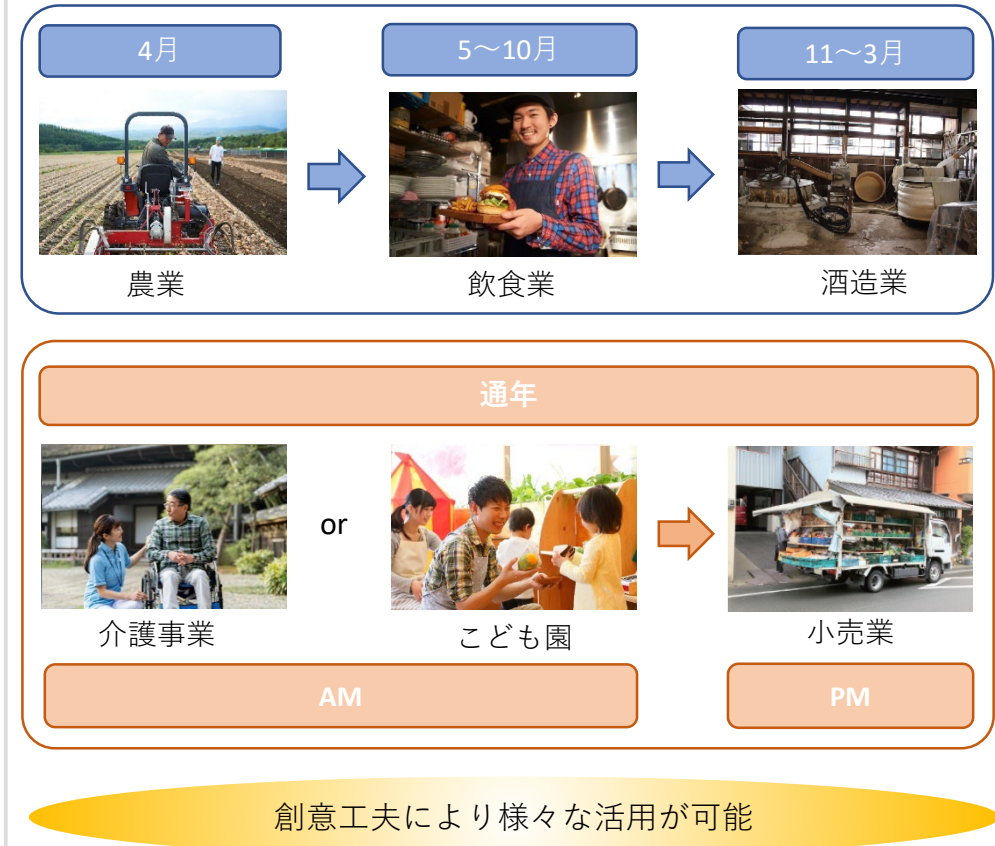 4月
5～10月
11～3月
農業
飲食業
酒造業
通年
or
介護事業
こども園
小売業
AM
PM
創意工夫により様々な活用が可能